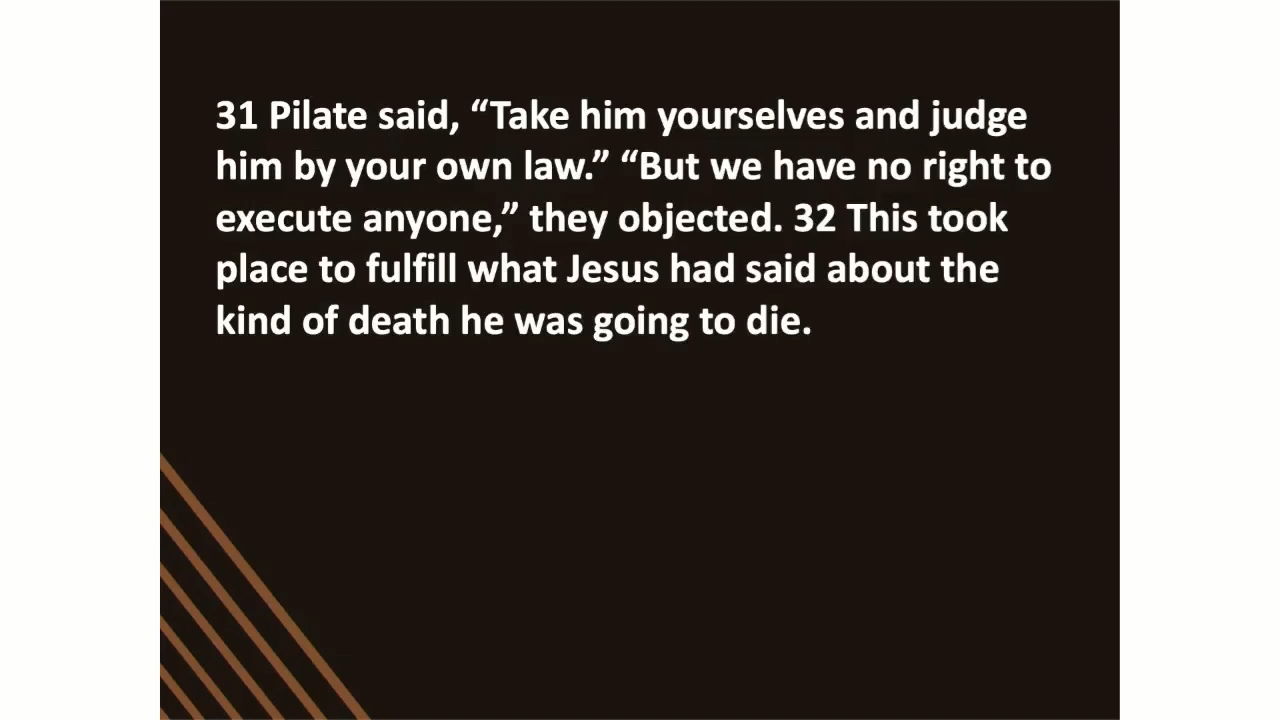 31 Pilate said, “Take him yourselves and judge
him by your own law.” “But we have no right to
execute anyone,” they objected. 32 This took
place to fulfill what Jesus had said about the
kind of death he was going to die.